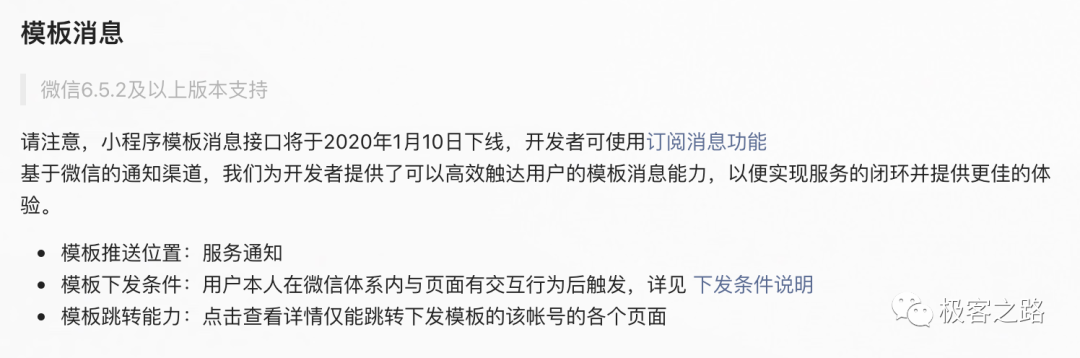 模板消息
微信6.5.2及以上版本支持
请注意，小程序模板消息接口将于2020年1月10日下线，开发者可使用订阅消息功能
基于微信的通知渠道，我们为开发者提供了可以高效触达用户的模板消息能力，以便实现服务的闭环并提供更佳的体
验。
• 模板推送位置：服务通知
• 模板下发条件：用户本人在微信体系内与页面有交互行为后触发，详见 下发条件说明
• 模板跳转能力：点击查看详情仅能跳转下发模板的该帐号的各个页面
极客之路